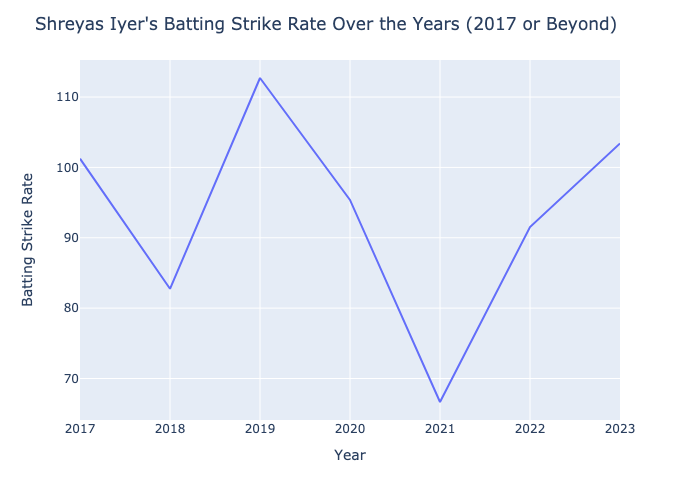 Shreyas Iyer's Batting Strike Rate Over the Years (2017 or Beyond)
110
100
90
80
70
Batting Strike Rate
2017 2018 2019 2020 2021 2022 2023
Year